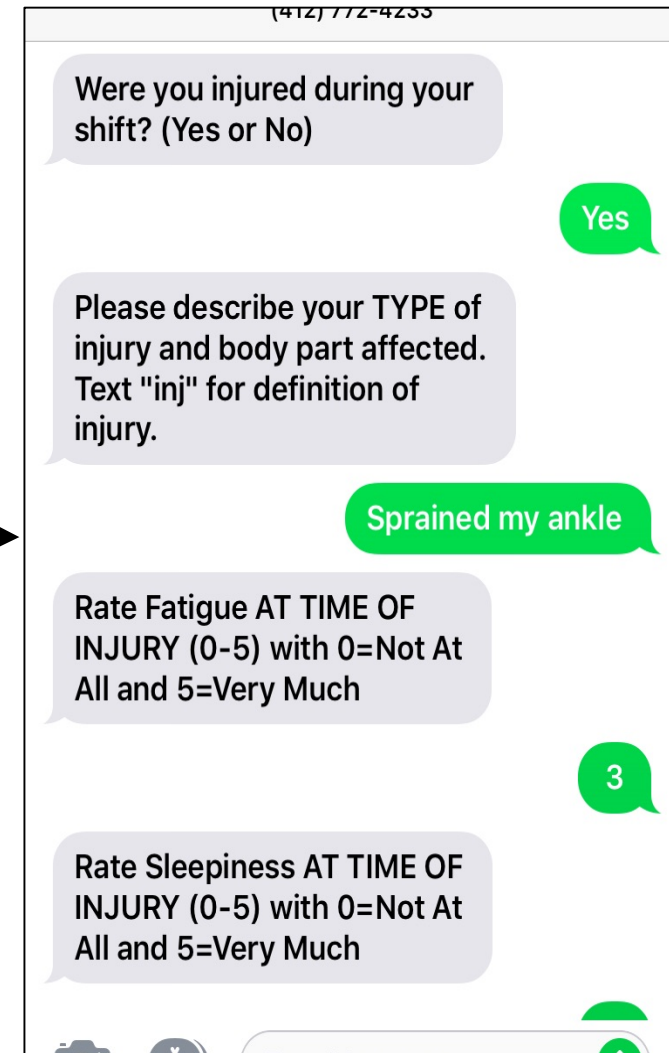 (412) 772-4233
Were you injured during your
shift? (Yes or No)
Yes
Please describe your TYPE of
injury and body part affected.
Text "inj" for definition of
injury.
Sprained my ankle
Rate Fatigue AT TIME OF
INJURY (0-5) with 0=Not At
All and 5=Very Much
3
Rate Sleepiness AT TIME OF
INJURY (0-5) with 0=Not At
All and 5=Very Much